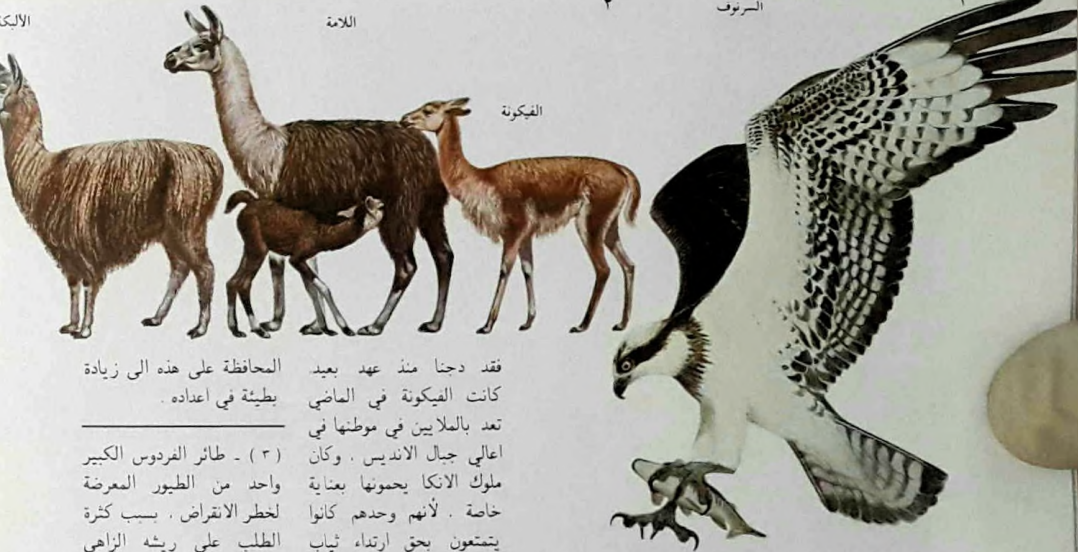 السرنوف
٢
اللامة
الفيكونة
فقد دجنا منذ عهد بعيد.
كانت الفيكونة في الماضي
تعد بالملايين في موطنها في
اعالي جبال الانديس . وكان
ملوك الانكا يحمونها بعناية
خاصة . لأنهم وحدهم كانوا
يتمتعون بحق ارتداء ثياب
المحافظة على هذه الى زيادة
بطيئة في اعداده .
( ٣ ) ـ طائر الفردوس الكبير
واحد من الطيور المعرضة
لخطر الانقراض . بسبب كثرة
الطلب على ريشه الزاهي